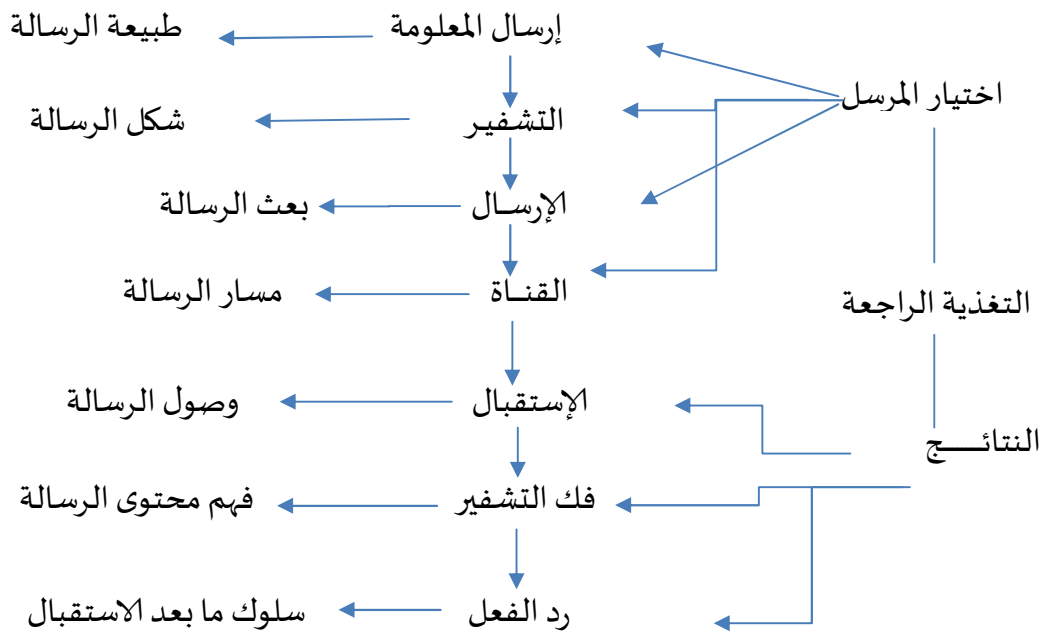 إرسال المعلومة
طبيعة الرسالة
اختيار المرسل
التشفير
شكل الرسالة
الإرسال
بعث الرسالة
القناة
مسار الرسالة
التغذية الراجعة
الإستقبال
وصول الرسالة
النتائج
فك التشفير
فهم محتوى الرسالة
رد الفعل
سلوك ما بعد الاستقبال